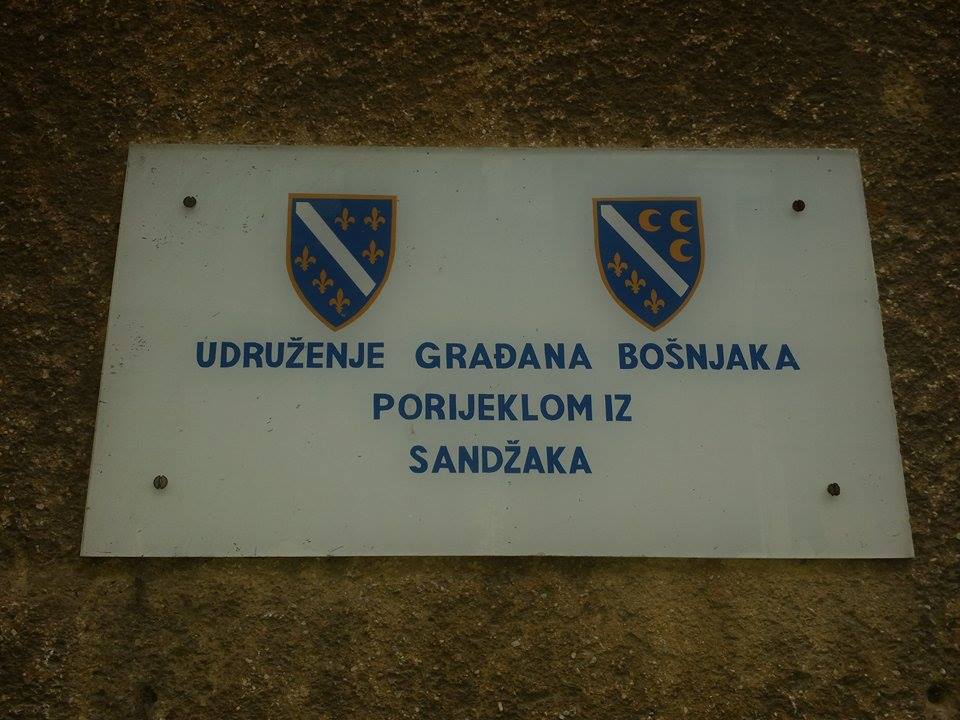 UDRUŽENJE GRAĐANA BOŠNJAKA
PORIJEKLOM IZ
SANDŽAKA